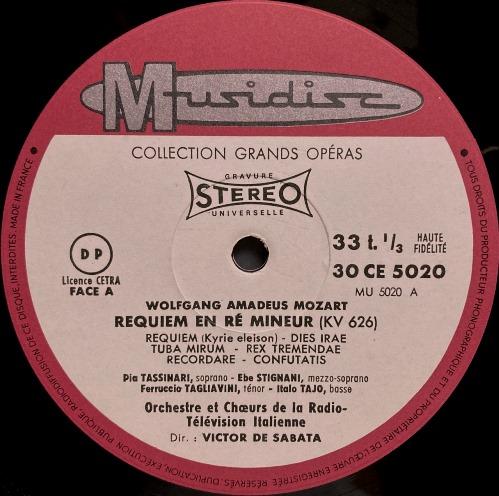 Musidisc
COLLECTION GRANDS OPÉRAS
GRAVURE
STEREO
UNIVERSELLE
DP
Licence CETRA
FACE A
33 t. 1/3 HAUTE FIDÉLITÉ
30 CE 5020
MU 5020 A
WOLFGANG AMADEUS MOZART
REQUIEM EN RÉ MINEUR (KV 626)
REQUIEM (Kyrie eleison) - DIES IRAE
TUBA MIRUM - REX TREMENDAE
RECORDARE - CONFUTATIS
Pia TASSINARI, soprano - Ebe STIGNANI, mezzo-soprano
Ferruccio TAGLIAVINI, ténor - Italo TAJO, basse
Orchestre et Chœurs de la Radio-
Télévision Italienne
Dir. : VICTOR DE SABATA
• TOUS DROITS DU PRODUCTEUR PHONOGRAPHIQUE ET DU PROPRIÉTAIRE DE L'ŒUVRE ENREGISTRÉE RÉSERVÉS. DUPLICATION, EXÉCUTION PUBLIQUE, RADIODIFFUSION DE CE DISQUE INTERDITES. MADE IN FRANCE •